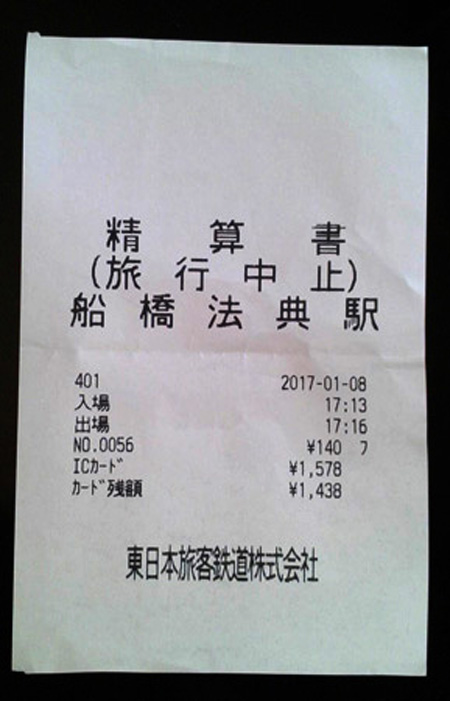 精算書
(旅行中止)
船橋法典駅
401 2017-01-08
入場 17:13
出場 17:16
NO.0056 ¥140 フ
ICカード ¥1,578
カード残額 ¥1,438
東日本旅客鉄道株式会社